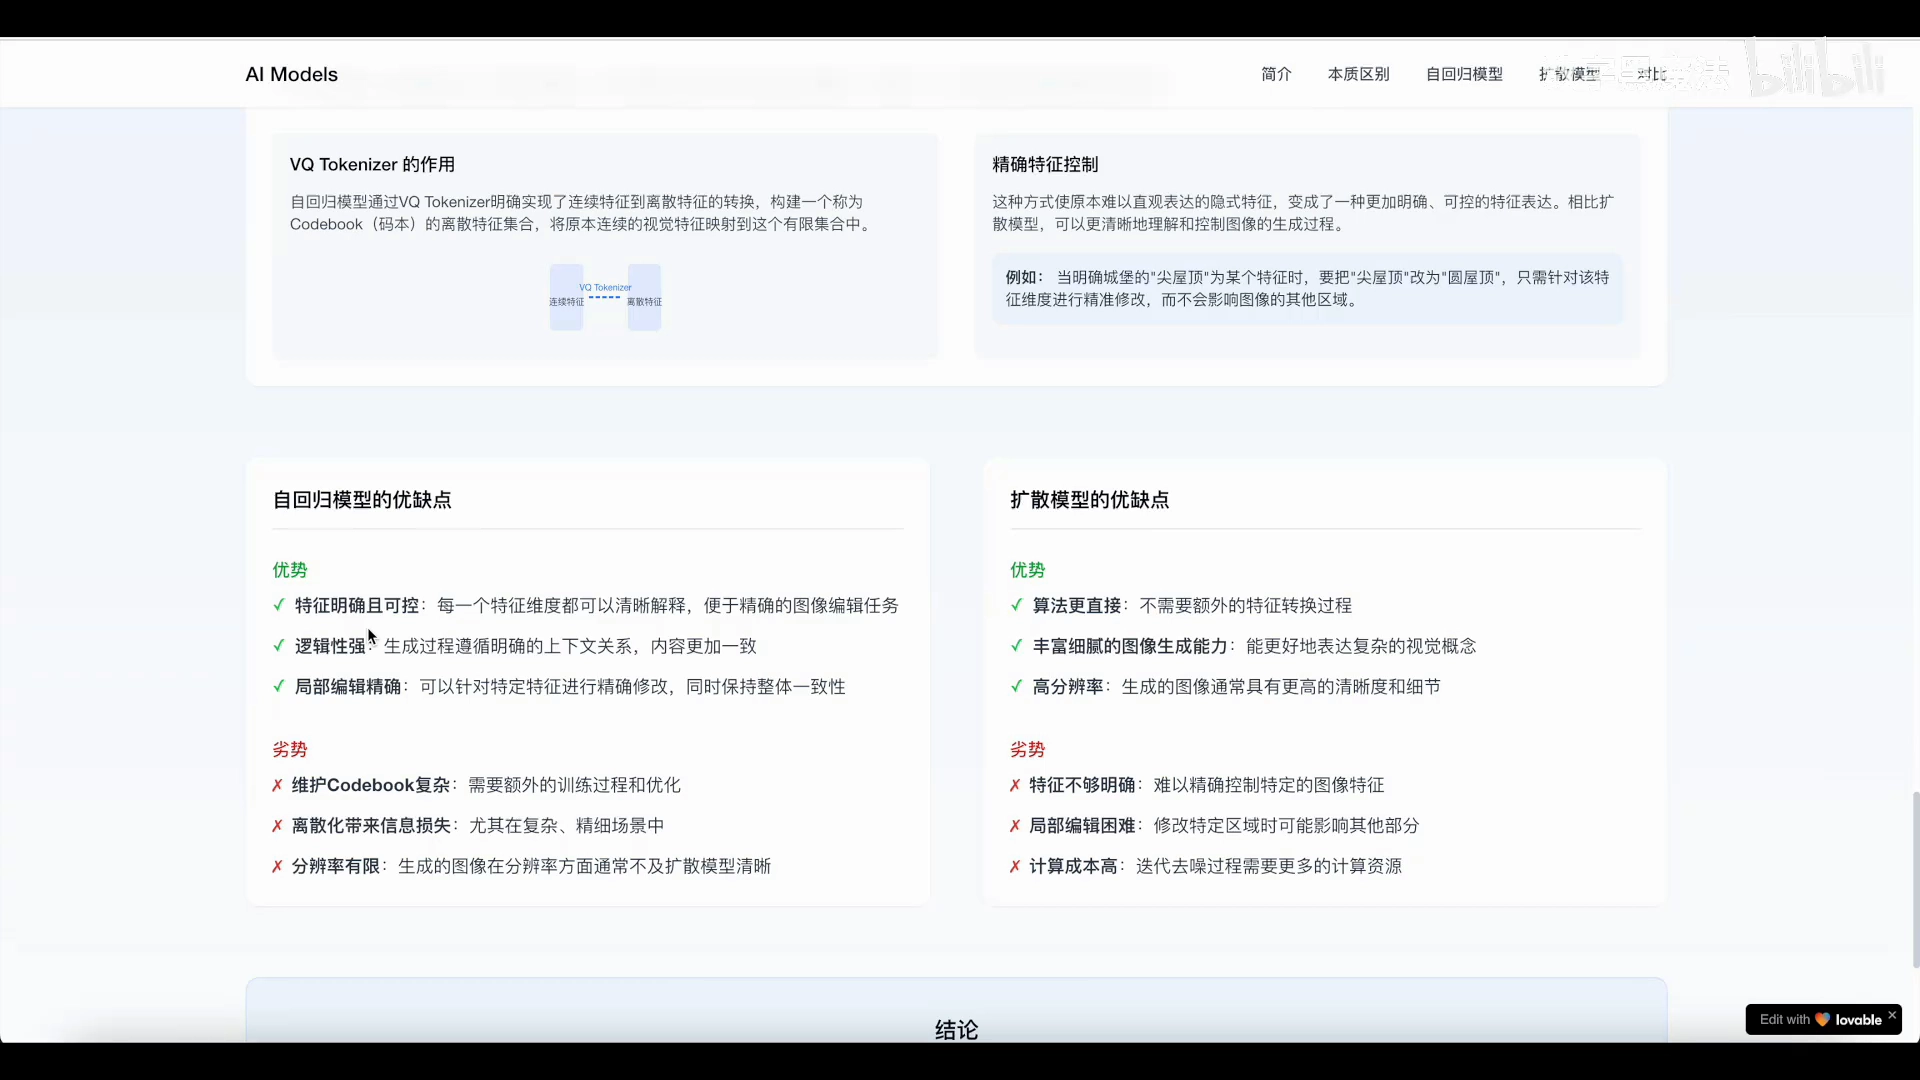 AI Models
简介
本质区别
自回归模型
扩散模型
对比
bilibili
VQ Tokenizer 的作用
自回归模型通过VQ Tokenizer明确实现了连续特征到离散特征的转换，构建一个称为
Codebook（码本）的离散特征集合，将原本连续的视觉特征映射到这个有限集合中。
VQ Tokenizer
连续特征
离散特征
精确特征控制
这种方式使原本难以直观表达的隐式特征，变成了一种更加明确、可控的特征表达。相比扩
散模型，可以更清晰地理解和控制图像的生成过程。
例如： 当明确城堡的"尖屋顶"为某个特征时，要把"尖屋顶"改为"圆屋顶"，只需针对该特
征维度进行精准修改，而不会影响图像的其他区域。
自回归模型的优缺点
优势
✓ 特征明确且可控：每一个特征维度都可以清晰解释，便于精确的图像编辑任务
✓ 逻辑性强：生成过程遵循明确的上下文关系，内容更加一致
✓ 局部编辑精确：可以针对特定特征进行精确修改，同时保持整体一致性
劣势
✗ 维护Codebook复杂：需要额外的训练过程和优化
✗ 离散化带来信息损失：尤其在复杂、精细场景中
✗ 分辨率有限：生成的图像在分辨率方面通常不及扩散模型清晰
扩散模型的优缺点
优势
✓ 算法更直接：不需要额外的特征转换过程
✓ 丰富细腻的图像生成能力：能更好地表达复杂的视觉概念
✓ 高分辨率：生成的图像通常具有更高的清晰度和细节
劣势
✗ 特征不够明确：难以精确控制特定的图像特征
✗ 局部编辑困难：修改特定区域时可能影响其他部分
✗ 计算成本高：迭代去噪过程需要更多的计算资源
结论
Edit with lovable ×